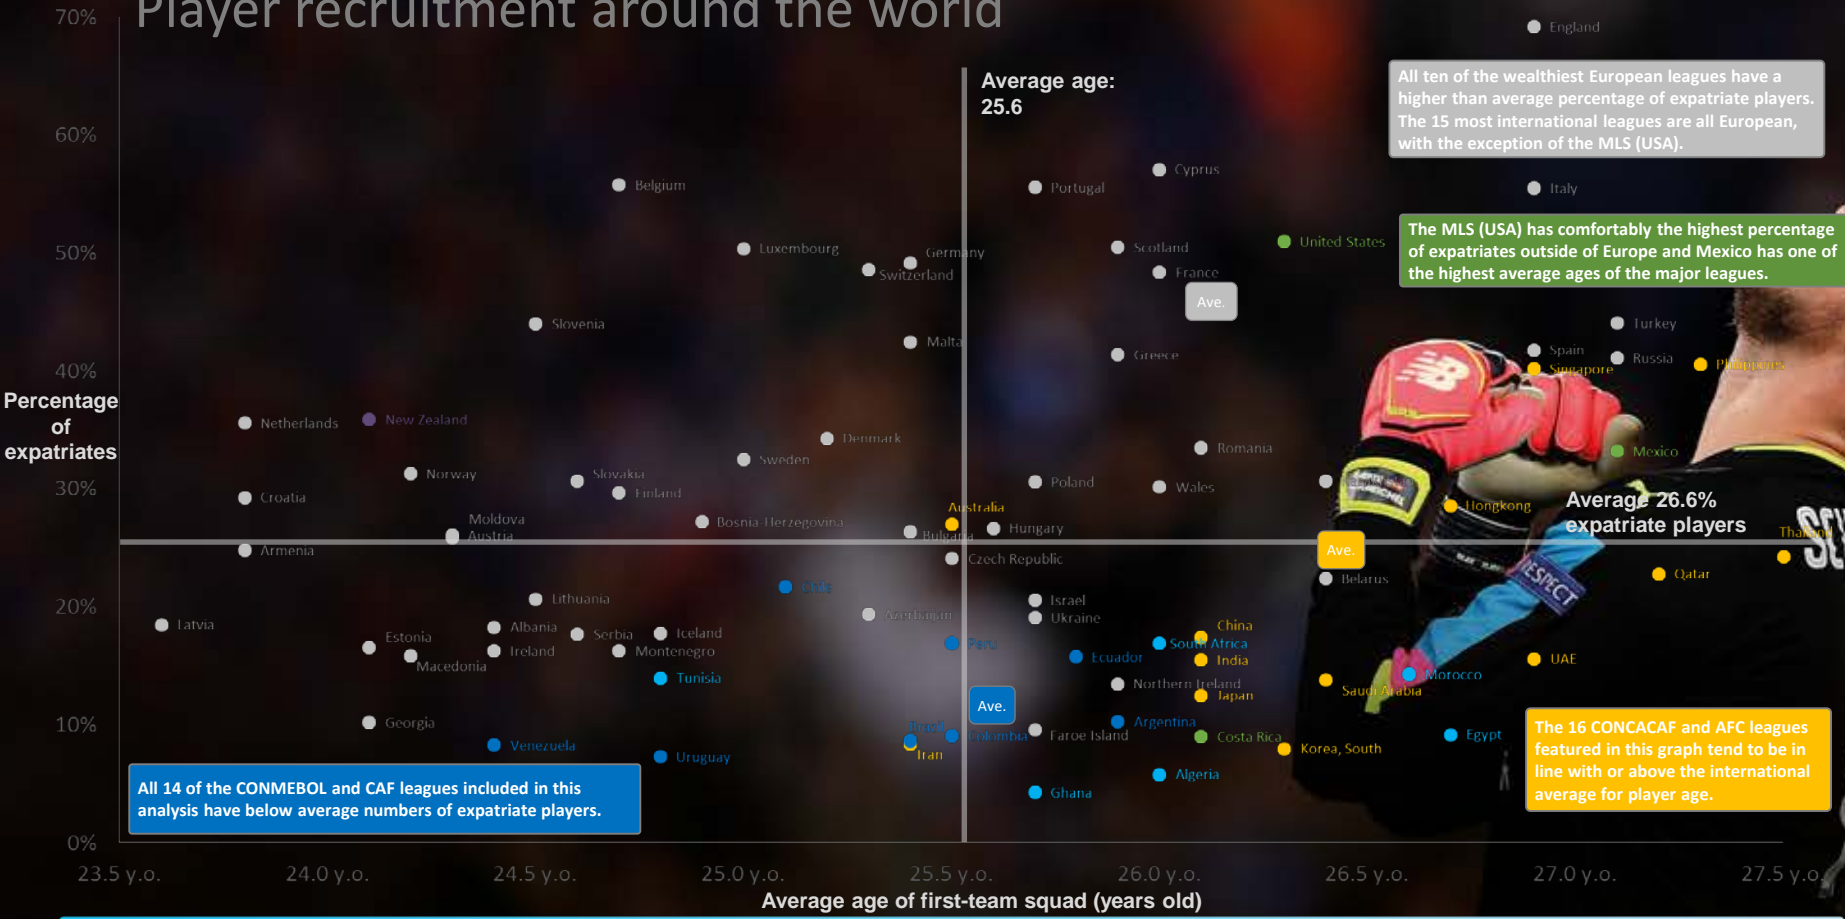 Player recruitment around the world
70%
60%
50%
40%
30%
20%
10%
0%
Percentage
of
expatriates
Average age:
25.6
England
All ten of the wealthiest European leagues have a
higher than average percentage of expatriate players.
The 15 most international leagues are all European,
with the exception of the MLS (USA).
Belgium
Portugal
Cyprus
Italy
The MLS (USA) has comfortably the highest percentage
of expatriates outside of Europe and Mexico has one of
the highest average ages of the major leagues.
Luxembourg
Germany
Switzerland
Scotland
United States
France
Ave.
Slovenia
Malta
Greece
Turkey
Spain
Russia
Singapore
Philippines
Netherlands
New Zealand
Denmark
Romania
Mexico
Norway
Sweden
Slovakia
Finland
Poland
Wales
Croatia
Average 26.6%
expatriate players
Hongkong
Australia
Moldova
Austria
Bosnia-Herzegovina
Bulgaria
Hungary
Thailand
Armenia
Czech Republic
Ave.
Belarus
Qatar
RESPECT
Chile
Lithuania
Azerbaijan
Israel
Ukraine
Latvia
Estonia
Albania
Serbia
Iceland
China
Macedonia
Ireland
Montenegro
Peru
Ecuador
South Africa
India
UAE
Tunisia
Northern Ireland
Japan
Saudi Arabia
Morocco
Ave.
Georgia
Venezuela
Uruguay
Brazil
Iran
Colombia
Faroe Island
Argentina
Costa Rica
Korea, South
Egypt
Algeria
Ghana
The 16 CONCACAF and AFC leagues
featured in this graph tend to be in
line with or above the international
average for player age.
All 14 of the CONMEBOL and CAF leagues included in this
analysis have below average numbers of expatriate players.
23.5 y.o.
24.0 y.o.
24.5 y.o.
25.0 y.o.
25.5 y.o.
26.0 y.o.
26.5 y.o.
27.0 y.o.
27.5 y.o.
Average age of first-team squad (years old)